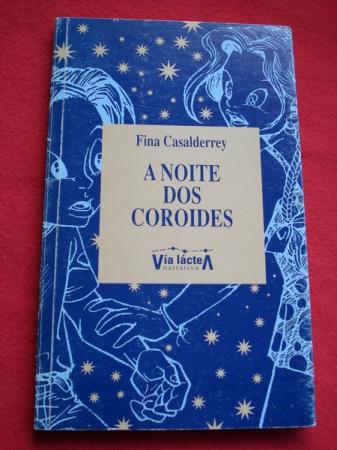 Fina Casalderrey
A NOITE
DOS
COROIDES
Vía lácteA
narrativa